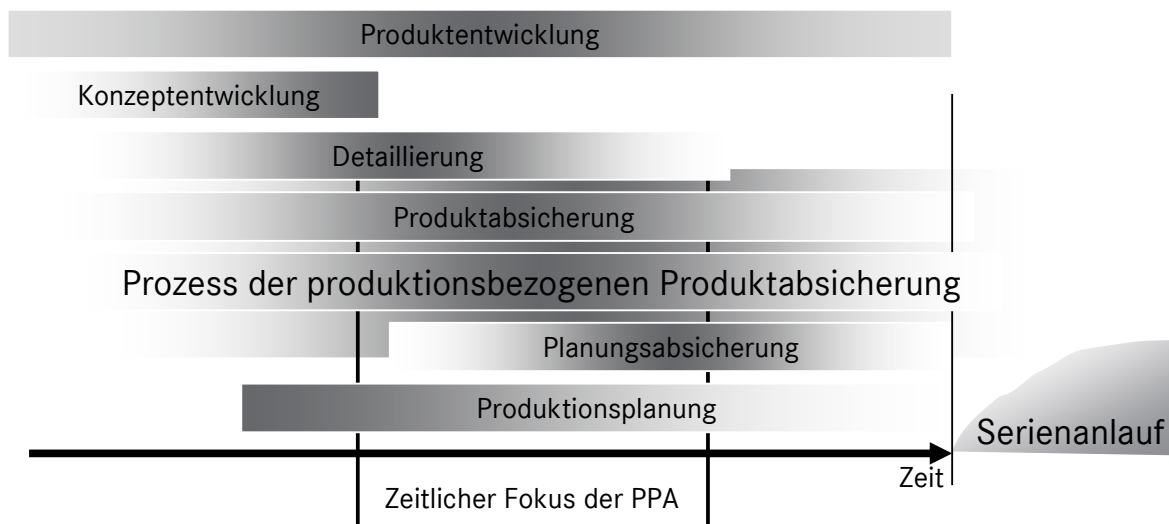 Produktentwicklung
Konzeptentwicklung
Detaillierung
Produktabsicherung
Prozess der produktionsbezogenen Produktabsicherung
Planungsabsicherung
Produktionsplanung
Serienanlauf
Zeit
Zeitlicher Fokus der PPA